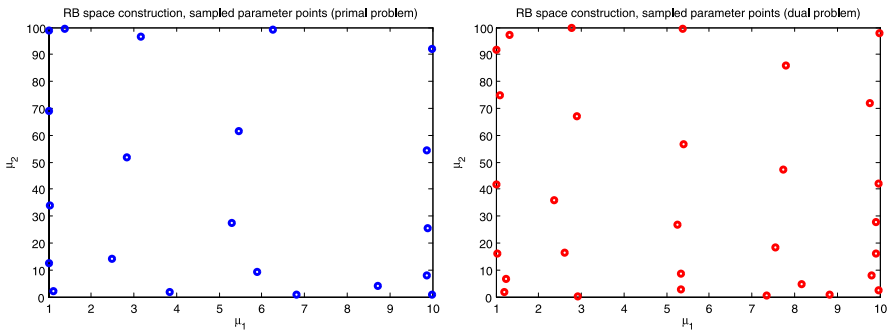 RB space construction, sampled parameter points (primal problem)
100
90
80
70
60
50
40
30
20
10
0
μ2
1 2 3 4 5 6 7 8 9 10
μ1
RB space construction, sampled parameter points (dual problem)
100
90
80
70
60
50
40
30
20
10
0
μ2
1 2 3 4 5 6 7 8 9 10
μ1